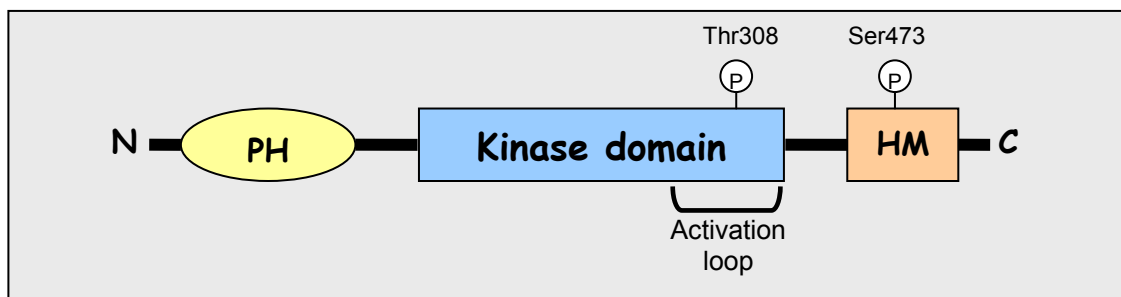 Thr308 Ser473
P P
N PH Kinase domain HM C
Activation
loop